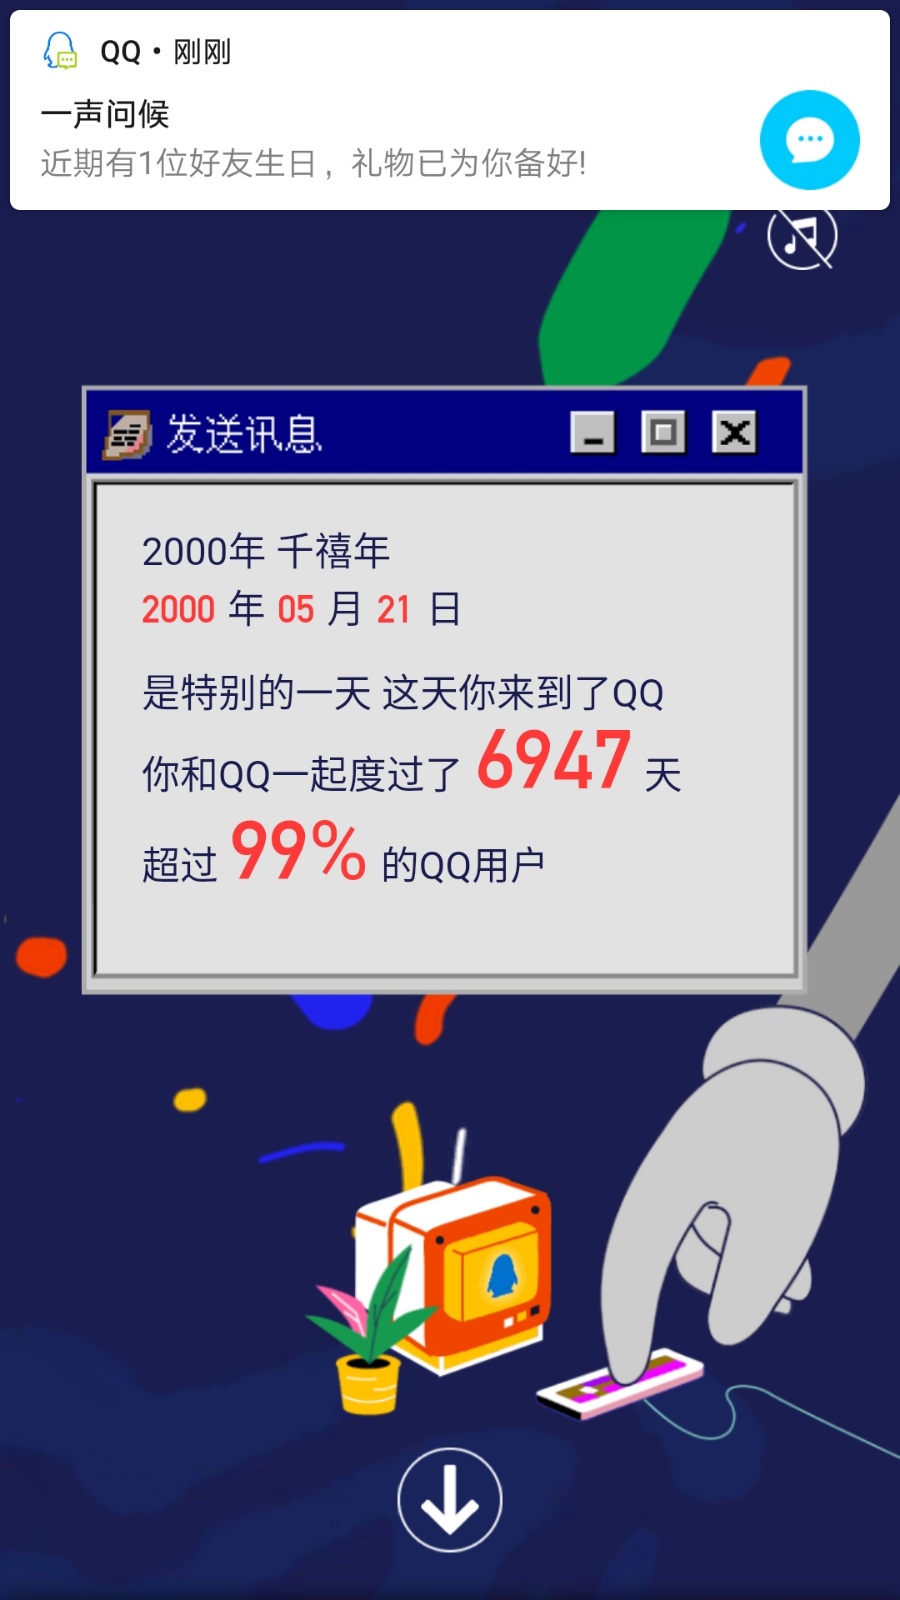 QQ • 刚刚
一声问候
近期有1位好友生日，礼物已为你备好!
发送讯息
2000年 千禧年
2000 年 05 月 21 日
是特别的一天 这天你来到了QQ
你和QQ一起度过了 6947 天
超过 99% 的QQ用户